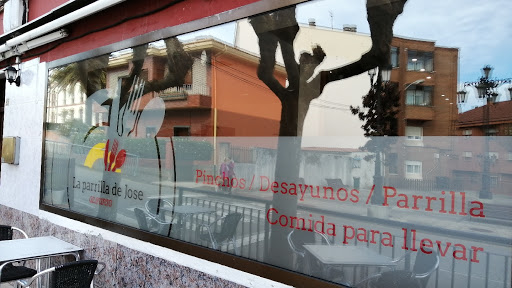 La parrilla de Jose
Pinchos / Desayunos / Parrilla
Comida para llevar